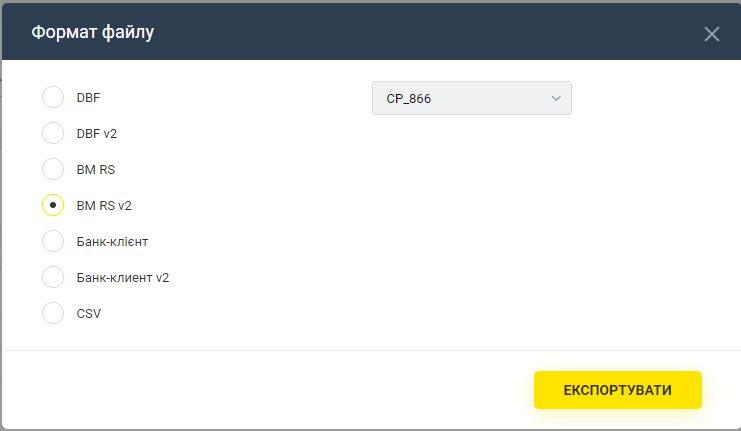 Формат файлу
DBF
CP_866
DBF v2
BM RS
BM RS v2
Банк-клієнт
Банк-клиент v2
CSV
ЕКСПОРТУВАТИ